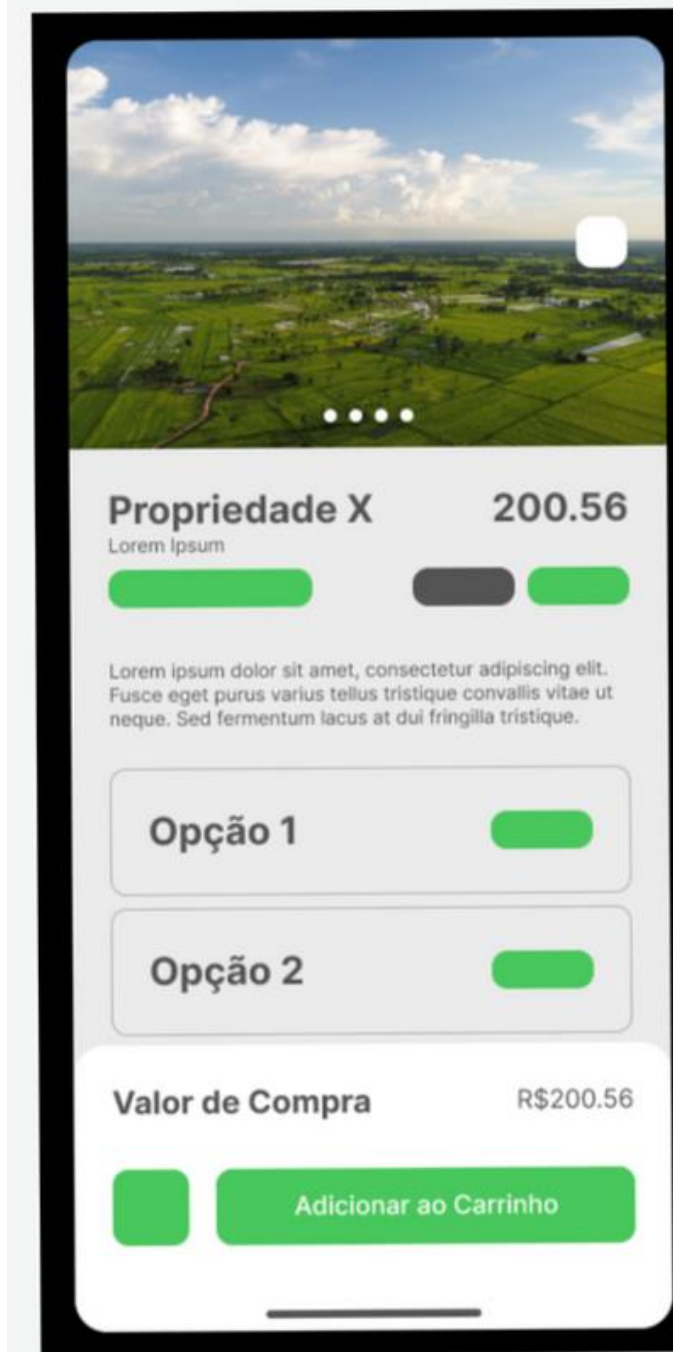 Propriedade X
200.56
Lorem Ipsum
Lorem ipsum dolor sit amet, consectetur adipiscing elit.
Fusce eget purus varius tellus tristique convallis vitae ut
neque. Sed fermentum lacus at dui fringilla tristique.
Opção 1
Opção 2
Valor de Compra
R$200.56
Adicionar ao Carrinho